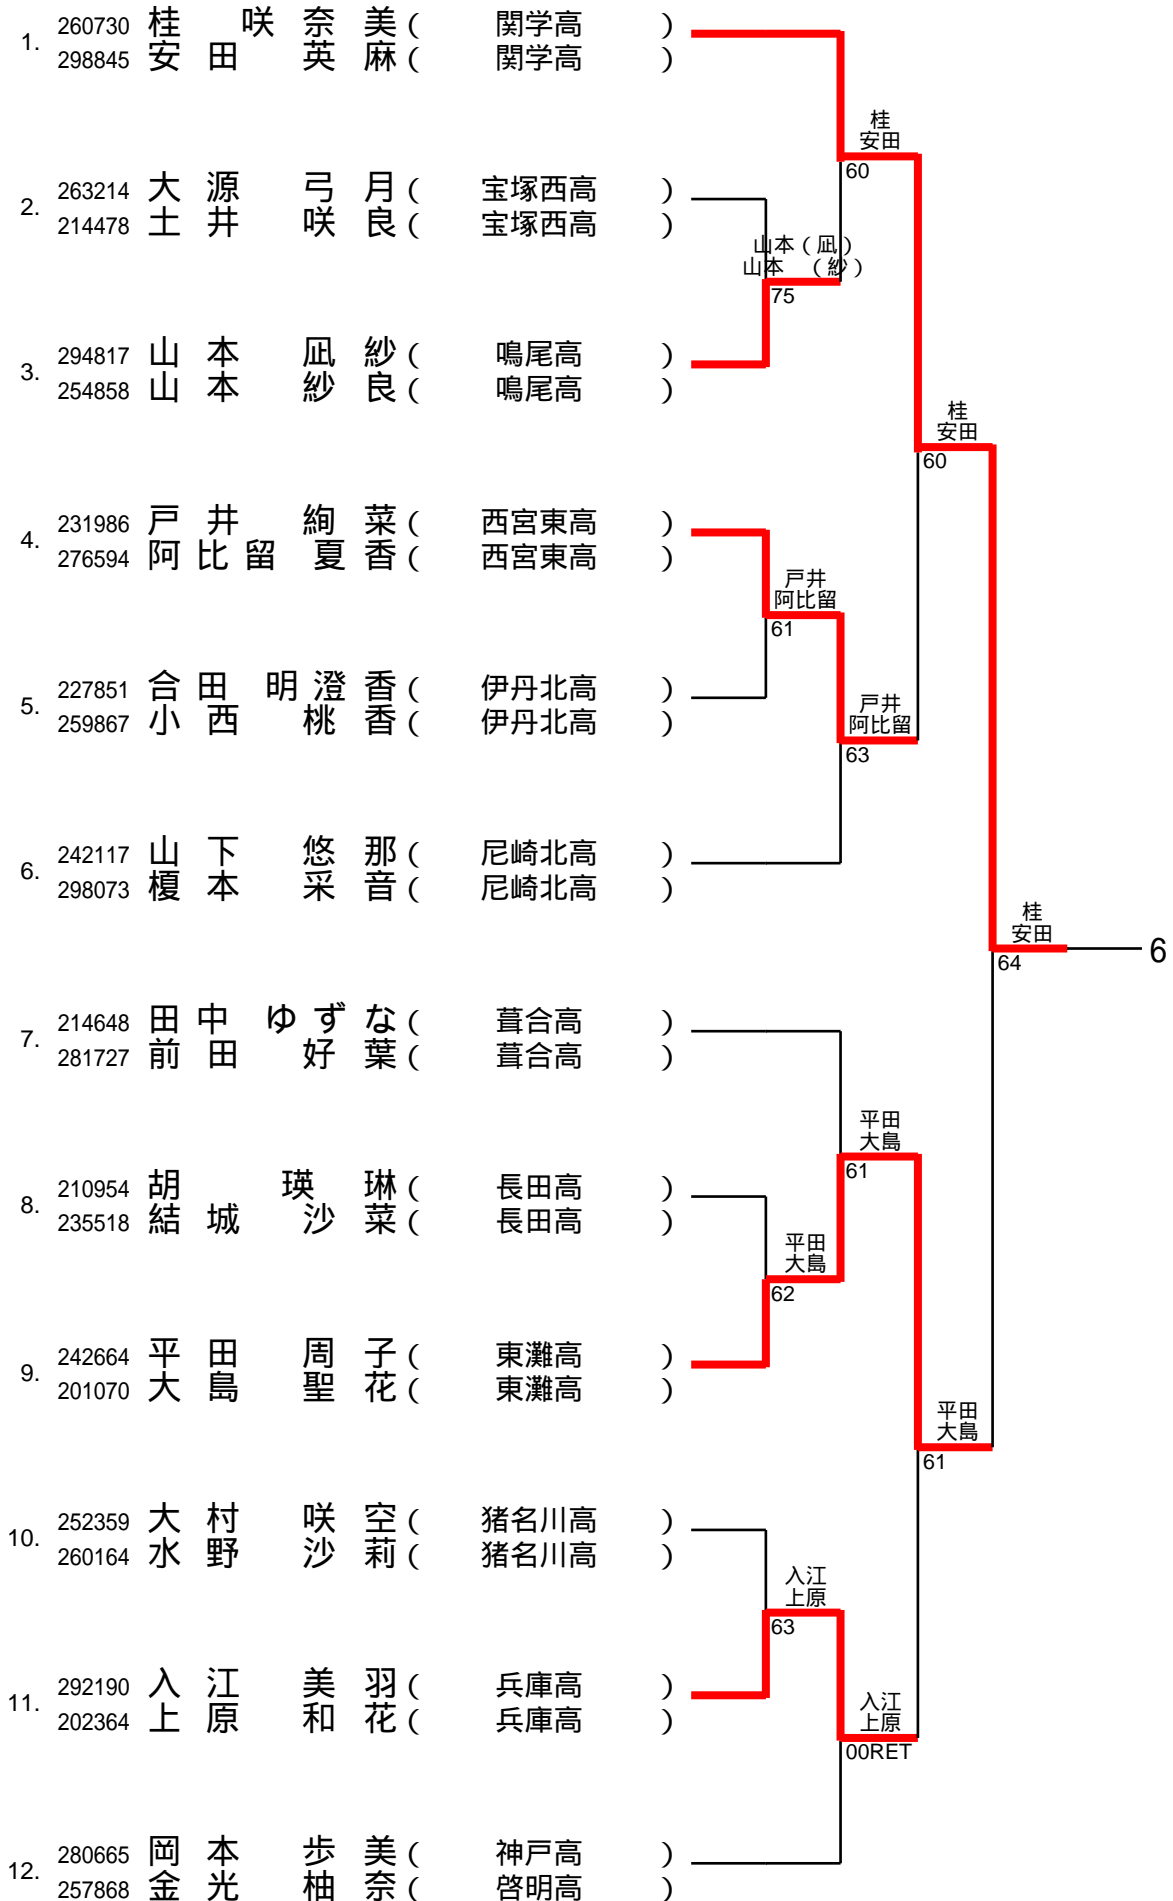 1. 260730 桂 咲奈美 ( 関学高 )
298845 安田 英麻 ( 関学高 )
桂
安田
60
2. 263214 大源 弓月 ( 宝塚西高 )
214478 土井 咲良 ( 宝塚西高 )
山本(凪)
山本 (紗)
75
3. 294817 山本 凪紗 ( 鳴尾高 )
254858 山本 紗良 ( 鳴尾高 )
桂
安田
60
4. 231986 戸井 絢菜 ( 西宮東高 )
276594 阿比留 夏香 ( 西宮東高 )
戸井
阿比留
61
5. 227851 合田 明澄香 ( 伊丹北高 )
259867 小西 桃香 ( 伊丹北高 )
戸井
阿比留
63
6. 242117 山下 悠那 ( 尼崎北高 )
298073 榎本 采音 ( 尼崎北高 )
桂
安田
64
6
7. 214648 田中 ゆずな ( 葺合高 )
281727 前田 好葉 ( 葺合高 )
平田
大島
61
8. 210954 胡 瑛琳 ( 長田高 )
235518 結城 沙菜 ( 長田高 )
平田
大島
62
9. 242664 平田 周子 ( 東灘高 )
201070 大島 聖花 ( 東灘高 )
平田
大島
61
10. 252359 大村 咲空 ( 猪名川高 )
260164 水野 沙莉 ( 猪名川高 )
入江
上原
63
11. 292190 入江 美羽 ( 兵庫高 )
202364 上原 和花 ( 兵庫高 )
入江
上原
00RET
12. 280665 岡本 歩美 ( 神戸高 )
257868 金光 柚奈 ( 啓明高 )